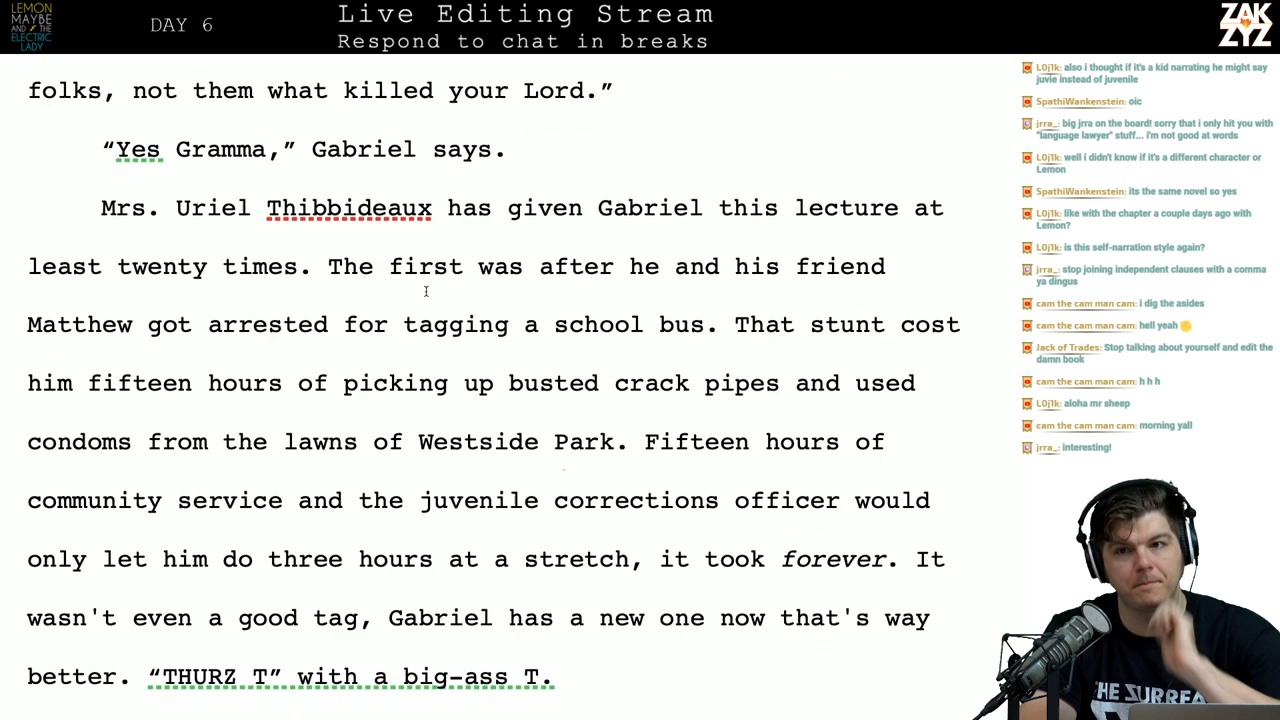 LEMON
MAYBE
AND THE
ELECTRIC
LADY
DAY 6
Live Editing Stream
Respond to chat in breaks
ZAK
ZYZ
folks, not them what killed your Lord.”
“Yes Gramma,” Gabriel says.
Mrs. Uriel Thibbideaux has given Gabriel this lecture at
least twenty times. The first was after he and his friend
Matthew got arrested for tagging a school bus. That stunt cost
him fifteen hours of picking up busted crack pipes and used
condoms from the lawns of Westside Park. Fifteen hours of
community service and the juvenile corrections officer would
only let him do three hours at a stretch, it took forever. It
wasn't even a good tag, Gabriel has a new one now that's way
better. “THURZ T” with a big-ass T.
L0j1k: also i thought if it's a kid narrating he might say
juvie instead of juvenile
SpathiWankenstein: oic
jrra_: big jrra on the board! sorry that i only hit you with
"language lawyer" stuff... i'm not good at words
L0j1k: well i didn't know if it's a different character or
Lemon
SpathiWankenstein: its the same novel so yes
L0j1k: like with the chapter a couple days ago with
Lemon?
L0j1k: is this self-narration style again?
jrra_: stop joining independent clauses with a comma
ya dingus
cam the cam man cam: i dig the asides
cam the cam man cam: hell yeah
Jack of Trades: Stop talking about yourself and edit the
damn book
cam the cam man cam: h h h
L0j1k: aloha mr sheep
cam the cam man cam: morning yall
jrra_: interesting!
THE SURREA